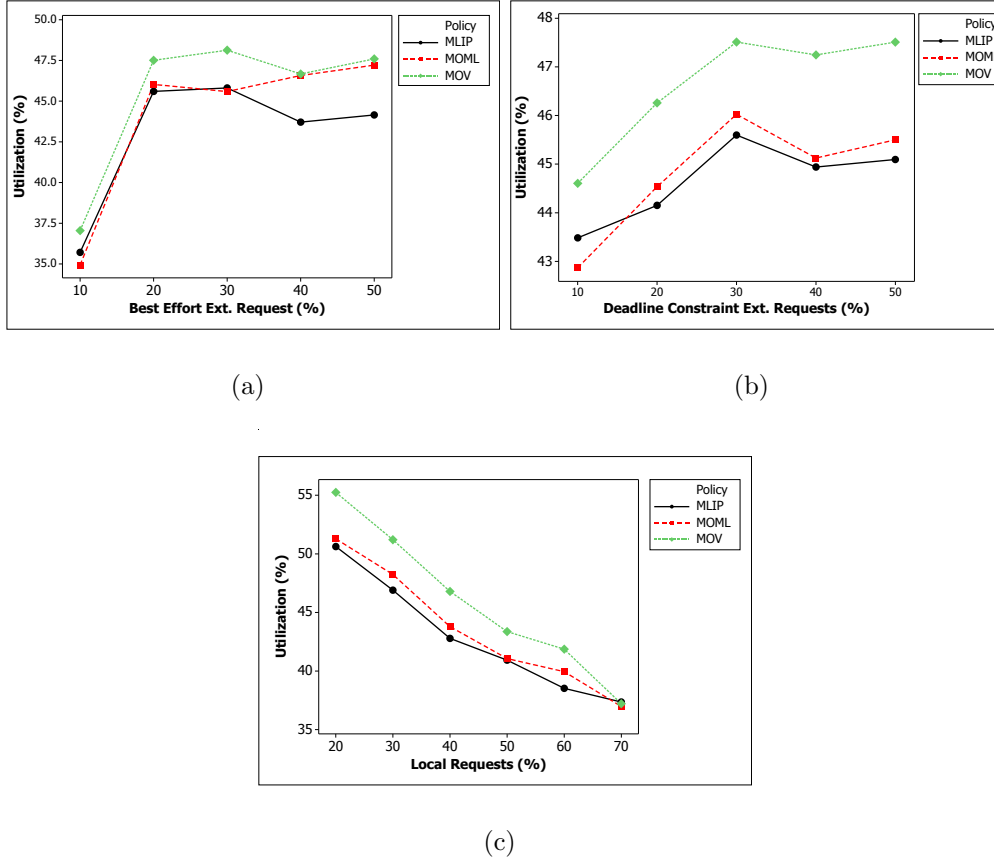 50.0
47.5
45.0
42.5
40.0
37.5
35.0
Utilization (%)
10 20 30 40 50
Best Effort Ext. Request (%)
Policy
MLIP
MOML
MOV
(a)
48
47
46
45
44
43
Utilization (%)
10 20 30 40 50
Deadline Constraint Ext. Requests (%)
Policy
MLIP
MOML
MOV
(b)
55
50
45
40
35
Utilization (%)
20 30 40 50 60 70
Local Requests (%)
Policy
MLIP
MOML
MOV
(c)